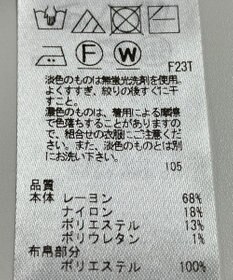 F W
F23T
淡色のものは無蛍光洗剤を使用。
よくすすぎ、絞りの後すぐに干
すこと。
濃色のものは、着用による摩擦
で色落ちすることがありますの
で、組合せの衣服にご注意くだ
さい。また、淡色のものとは別
にお洗い下さい。
105
品質
本体 レーヨン 68%
ナイロン 18%
ポリエステル 13%
ポリウレタン 1%
布帛部分
ポリエステル 100%